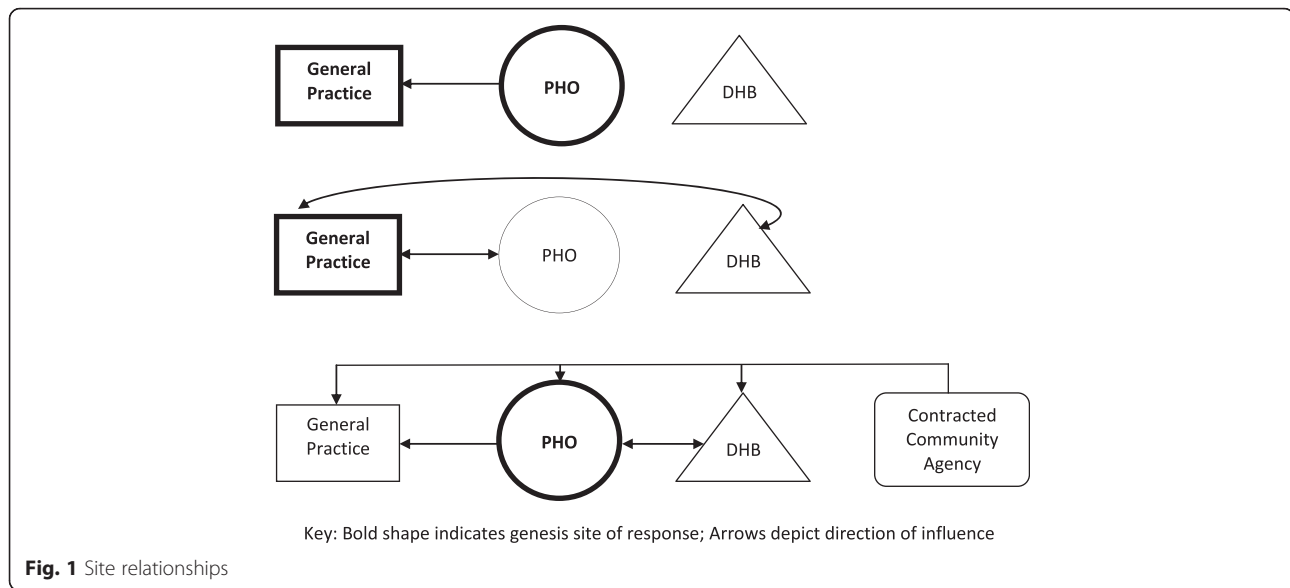 General
Practice
PHO
DHB
General
Practice
PHO
DHB
General
Practice
PHO
DHB
Contracted
Community
Agency
Key: Bold shape indicates genesis site of response; Arrows depict direction of influence
Fig. 1 Site relationships